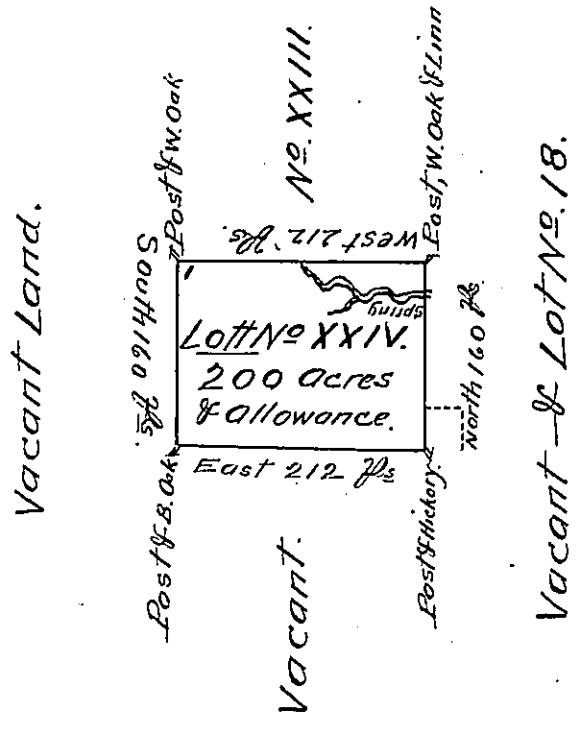 Vacant Land.
South 160 Ps.
Post & W. Oak
No. XXIII.
West 212 Ps.
Post, W. Oak & Linn
Spring
Lott No XXIV.
200 Acres
& Allowance.
North 160 Ps
East 212 Ps
Post & B. Oak
Post & Hickory.
Vacant.
Vacant & Lot No. 18.